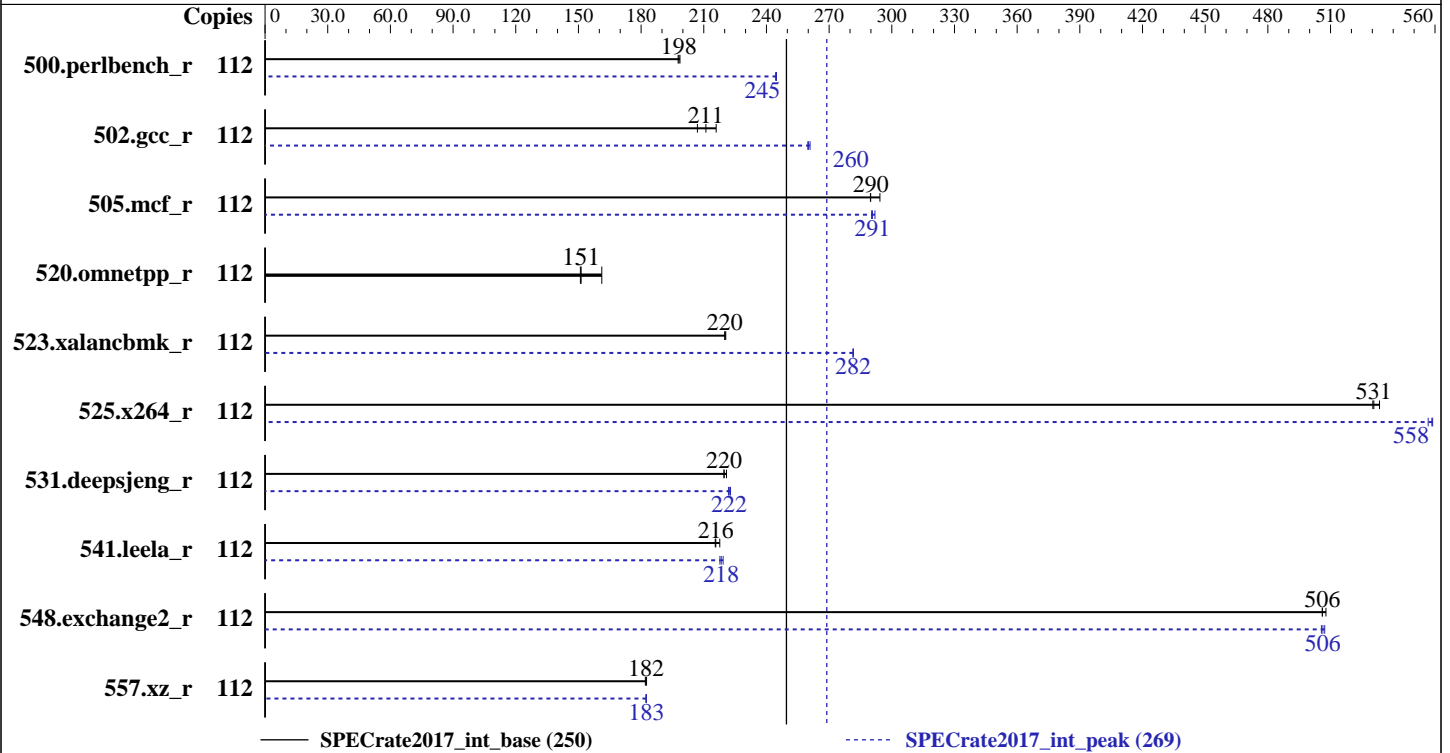 Copies 0 30.0 60.0 90.0 120 150 180 210 240 270 300 330 360 390 420 450 480 510 560
198
500.perlbench_r 112
245
211
502.gcc_r 112
260
290
505.mcf_r 112
291
151
520.omnetpp_r 112
220
523.xalancbmk_r 112
282
531
525.x264_r 112
558
220
531.deepsjeng_r 112
222
216
541.leela_r 112
218
506
548.exchange2_r 112
506
182
557.xz_r 112
183
SPECrate2017_int_base (250) SPECrate2017_int_peak (269)